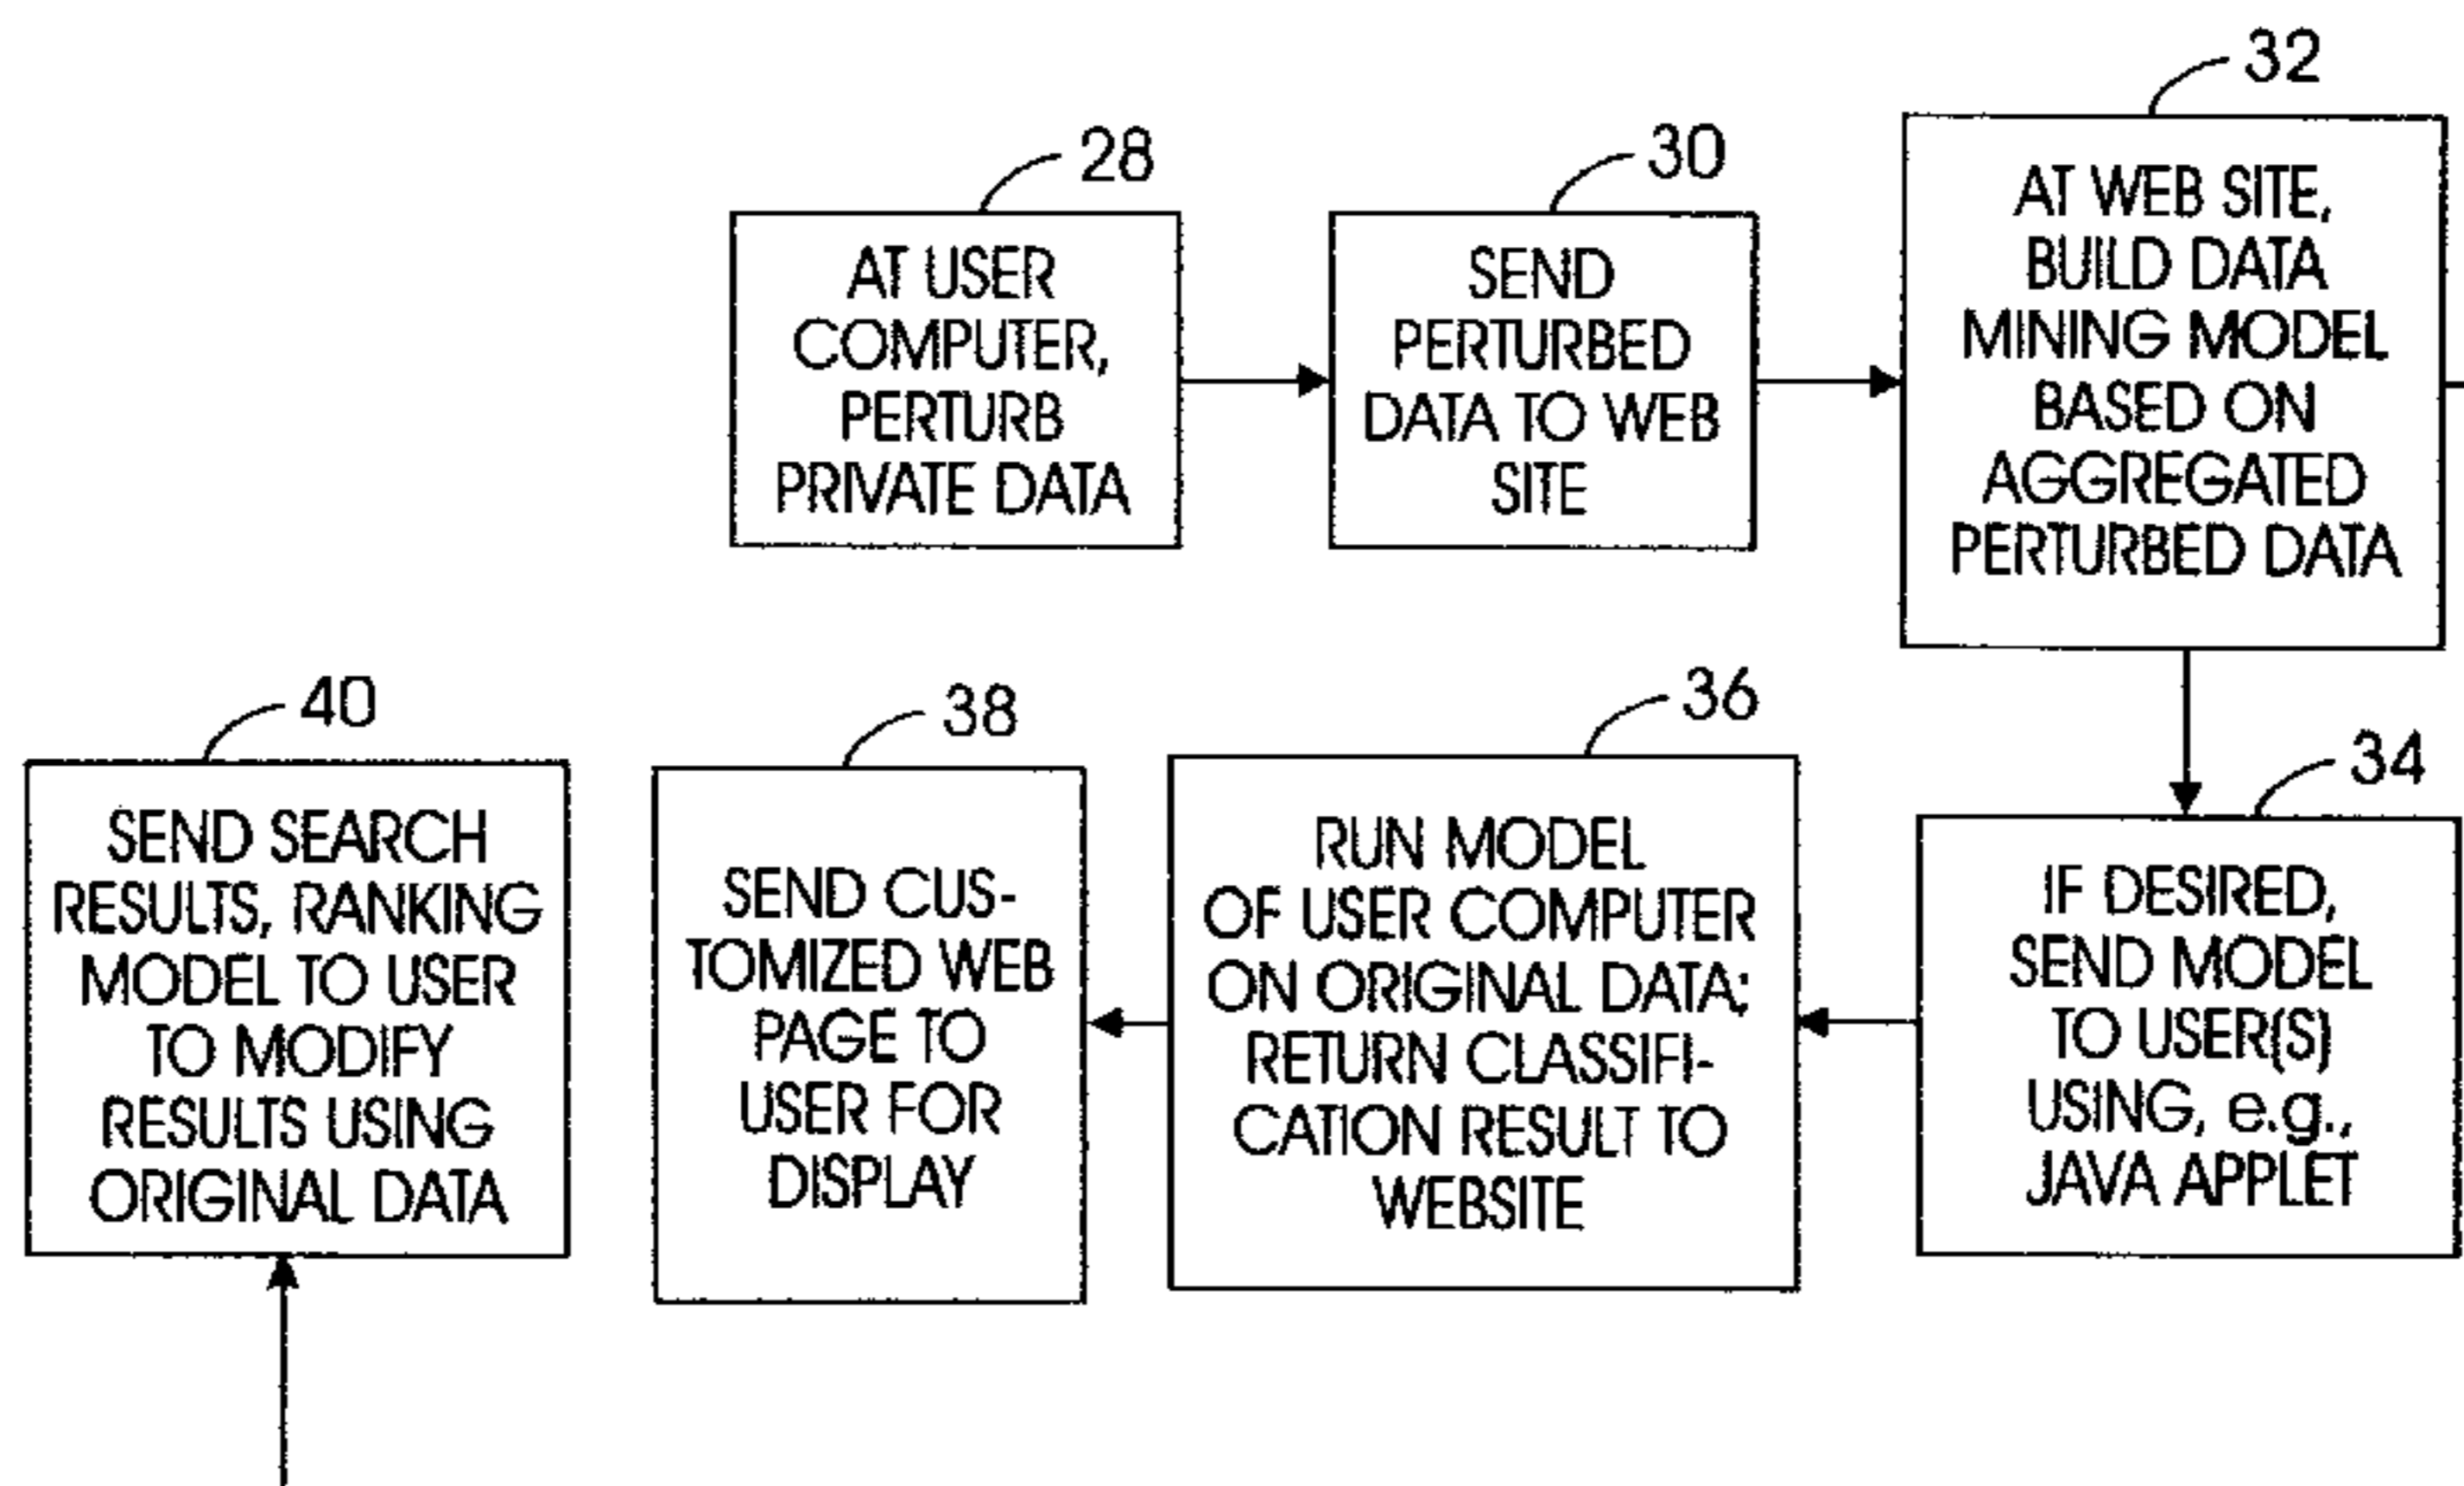 28
AT USER
COMPUTER,
PERTURB
PRIVATE DATA
30
SEND
PERTURBED
DATA TO WEB
SITE
32
AT WEB SITE,
BUILD DATA
MINING MODEL
BASED ON
AGGREGATED
PERTURBED DATA
40
SEND SEARCH
RESULTS, RANKING
MODEL TO USER
TO MODIFY
RESULTS USING
ORIGINAL DATA
38
SEND CUS-
TOMIZED WEB
PAGE TO
USER FOR
DISPLAY
36
RUN MODEL
OF USER COMPUTER
ON ORIGINAL DATA;
RETURN CLASSIFI-
CATION RESULT TO
WEBSITE
34
IF DESIRED,
SEND MODEL
TO USER(S)
USING, e.g.,
JAVA APPLET